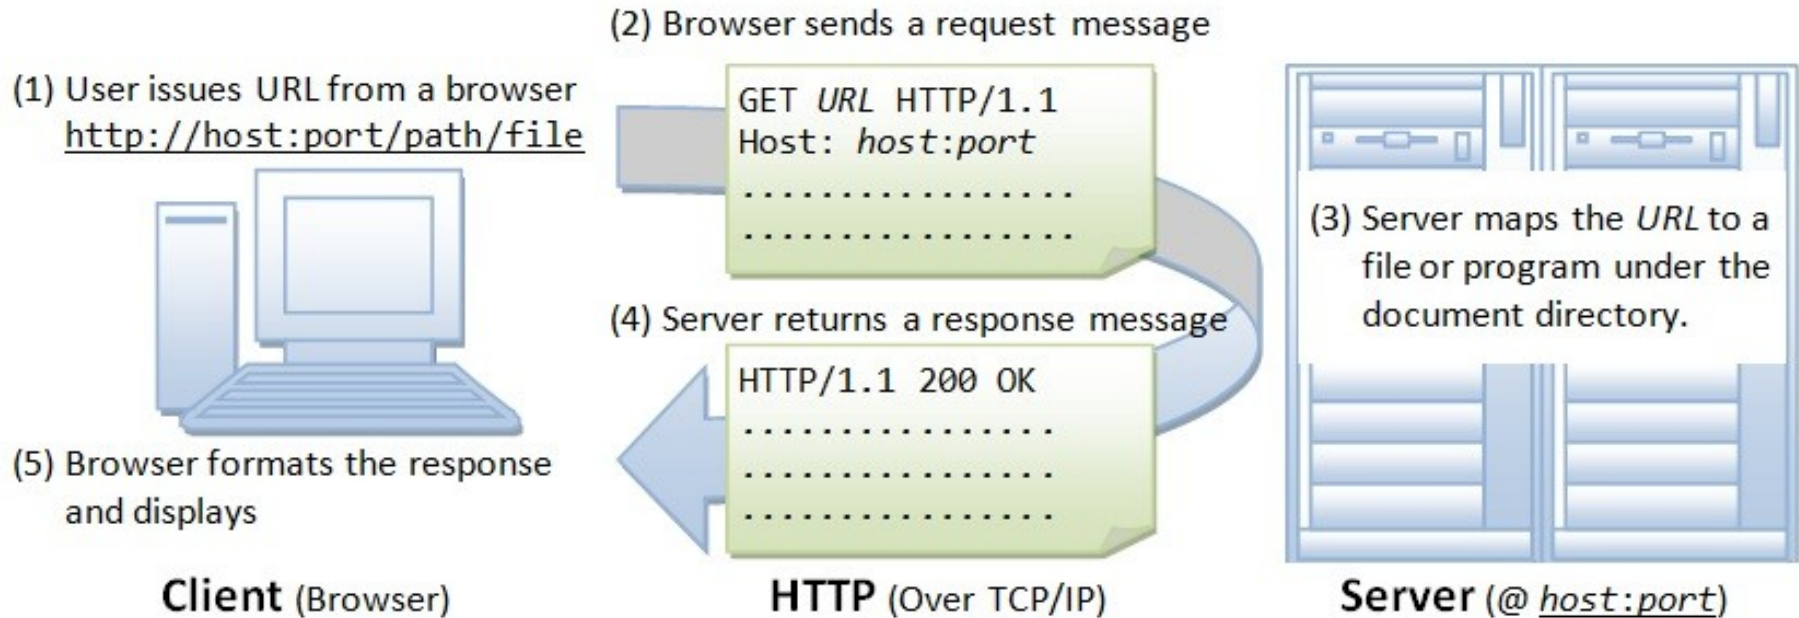 (1) User issues URL from a browser
http://host:port/path/file
(2) Browser sends a request message
GET URL HTTP/1.1
Host: host:port
.................
.................
(3) Server maps the URL to a
file or program under the
document directory.
(4) Server returns a response message
HTTP/1.1 200 OK
................
................
................
(5) Browser formats the response
and displays
Client (Browser)
HTTP (Over TCP/IP)
Server (@ host:port)